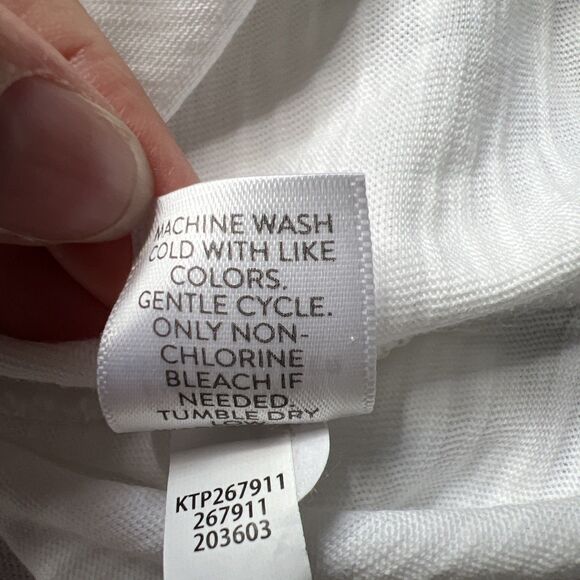 MACHINE WASH
COLD WITH LIKE
COLORS.
GENTLE CYCLE.
ONLY NON-
CHLORINE
BLEACH IF
NEEDED.
TUMBLE DRY
LOW.
KTP267911
267911
203603